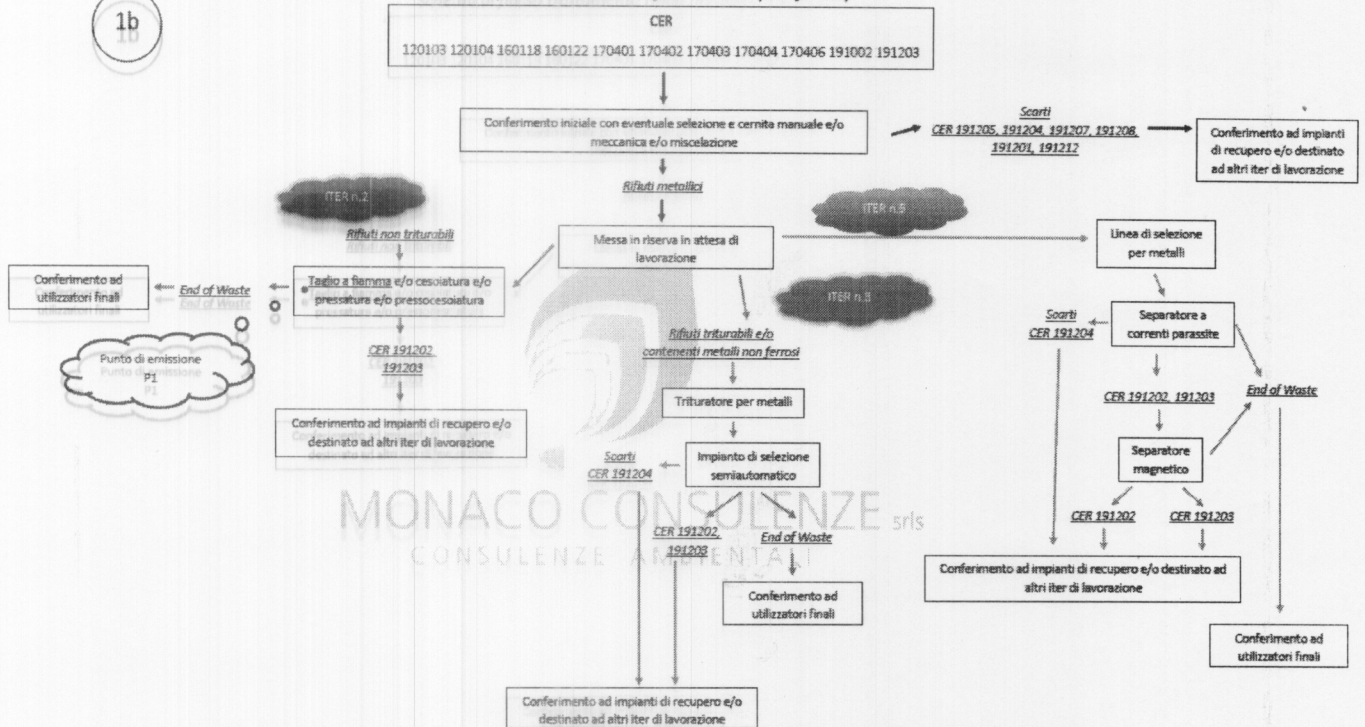 1b
CER
120103 120104 160118 160122 170401 170402 170403 170404 170406 191002 191203
Conferimento iniziale con eventuale selezione e cernita manuale e/o
meccanica e/o miscelazione
Scarti
CER 191205, 191204, 191207, 191208,
191201, 191212
Conferimento ad impianti
di recupero e/o destinato
ad altri iter di lavorazione
Rifiuti metallici
ITER n.2
ITER n.5
Rifiuti non triturabili
Messa in riserva in attesa di
lavorazione
Linea di selezione
per metalli
Conferimento ad
utilizzatori finali
End of Waste
Taglio a fiamma e/o cesoiatura e/o
pressatura e/o pressocesoiatura
ITER n.3
Rifiuti triturabili e/o
contenenti metalli non ferrosi
Scarti
CER 191204
Separatore a
correnti parassite
Punto di emissione
P1
CER 191202
191203
Trituratore per metalli
CER 191202, 191203
End of Waste
Conferimento ad impianti di recupero e/o
destinato ad altri iter di lavorazione
Scarti
CER 191204
Impianto di selezione
semiautomatico
Separatore
magnetico
MONACO CONSULENZE srls
CONSULENZE AMBIENTALI
CER 191202,
191203
End of Waste
CER 191202
CER 191203
Conferimento ad
utilizzatori finali
Conferimento ad impianti di recupero e/o destinato ad
altri iter di lavorazione
Conferimento ad
utilizzatori finali
Conferimento ad impianti di recupero e/o
destinato ad altri iter di lavorazione